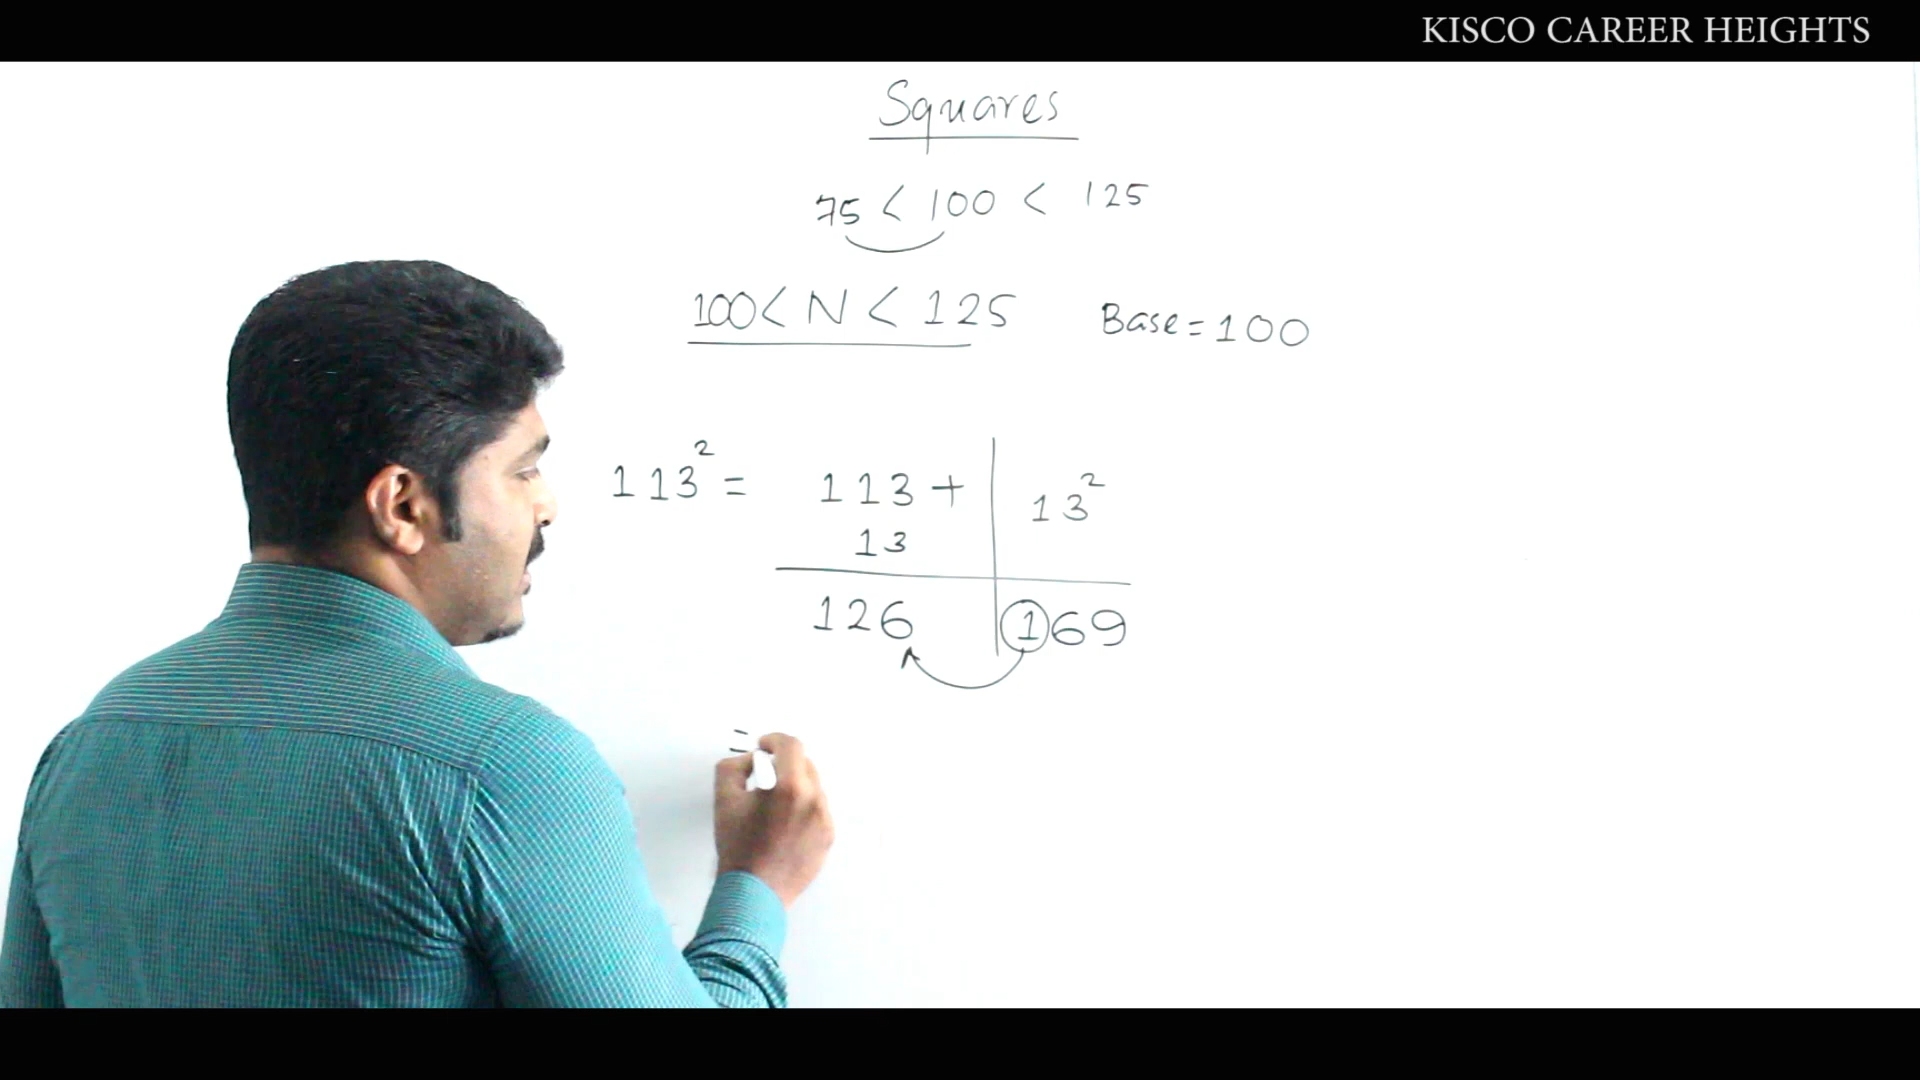 KISCO CAREER HEIGHTS
Squares
75 < 100 < 125
100 < N < 125 Base = 100
113² = 113 + 13²
13
126 169
=